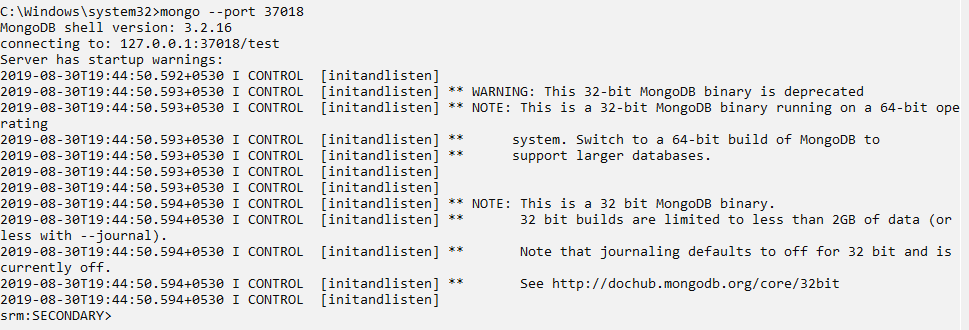 C:\Windows\system32>mongo --port 37018
MongoDB shell version: 3.2.16
connecting to: 127.0.0.1:37018/test
Server has startup warnings:
2019-08-30T19:44:50.592+0530 I CONTROL  [initandlisten]
2019-08-30T19:44:50.593+0530 I CONTROL  [initandlisten] ** WARNING: This 32-bit MongoDB binary is deprecated
2019-08-30T19:44:50.593+0530 I CONTROL  [initandlisten] ** NOTE: This is a 32-bit MongoDB binary running on a 64-bit ope
rating
2019-08-30T19:44:50.593+0530 I CONTROL  [initandlisten] **      system. Switch to a 64-bit build of MongoDB to
2019-08-30T19:44:50.593+0530 I CONTROL  [initandlisten] **      support larger databases.
2019-08-30T19:44:50.593+0530 I CONTROL  [initandlisten]
2019-08-30T19:44:50.593+0530 I CONTROL  [initandlisten]
2019-08-30T19:44:50.594+0530 I CONTROL  [initandlisten] ** NOTE: This is a 32 bit MongoDB binary.
2019-08-30T19:44:50.594+0530 I CONTROL  [initandlisten] **       32 bit builds are limited to less than 2GB of data (or
less with --journal).
2019-08-30T19:44:50.594+0530 I CONTROL  [initandlisten] **       Note that journaling defaults to off for 32 bit and is
currently off.
2019-08-30T19:44:50.594+0530 I CONTROL  [initandlisten] **       See http://dochub.mongodb.org/core/32bit
2019-08-30T19:44:50.594+0530 I CONTROL  [initandlisten]
srm:SECONDARY>